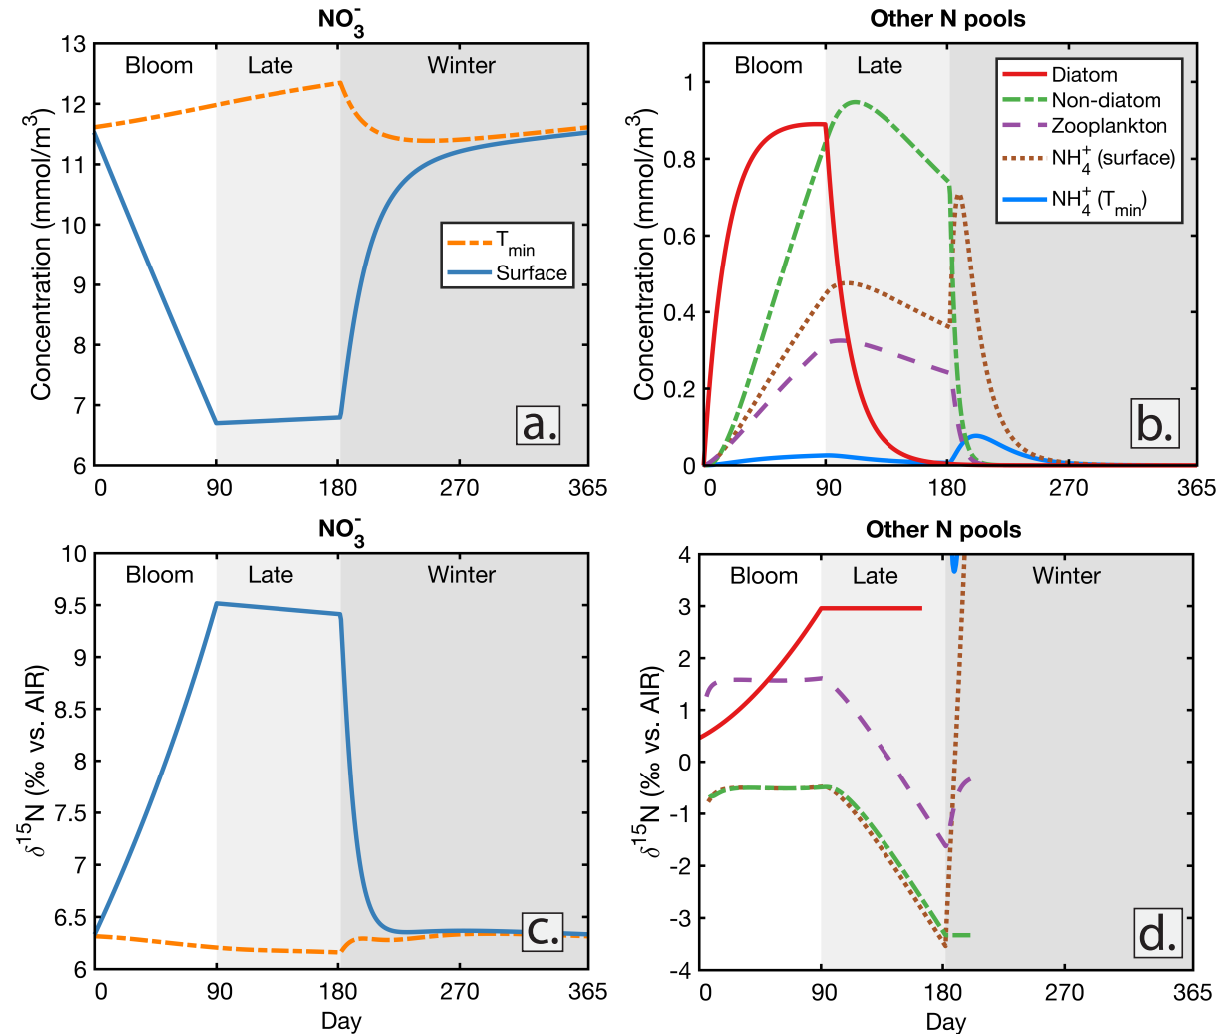 NO₃⁻
Concentration (mmol/m³)
13
12
11
10
9
8
7
6
Bloom
Late
Winter
T_min
Surface
a.
0
90
180
270
365
Other N pools
Concentration (mmol/m³)
1
0.8
0.6
0.4
0.2
0
Bloom
Late
Diatom
Non-diatom
Zooplankton
NH₄⁺ (surface)
NH₄⁺ (T_min)
b.
0
90
180
270
365
NO₃⁻
δ¹⁵N (‰ vs. AIR)
10
9.5
9
8.5
8
7.5
7
6.5
6
Bloom
Late
Winter
c.
0
90
180
270
365
Day
Other N pools
δ¹⁵N (‰ vs. AIR)
4
3
2
1
0
-1
-2
-3
-4
Bloom
Late
Winter
d.
0
90
180
270
365
Day